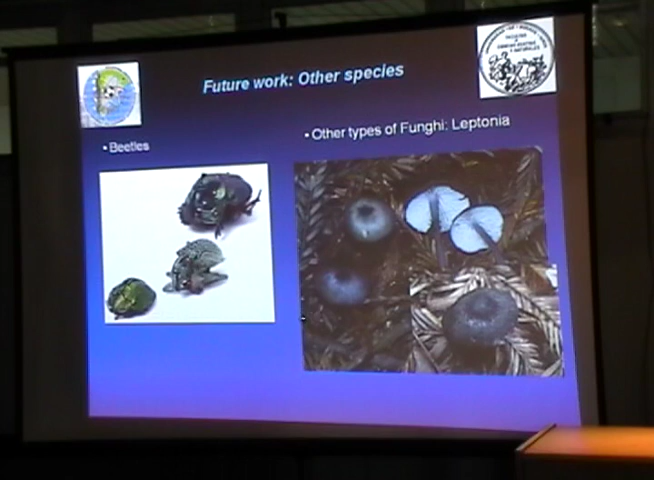 Future work: Other species
• Beetles
• Other types of Funghi: Leptonia